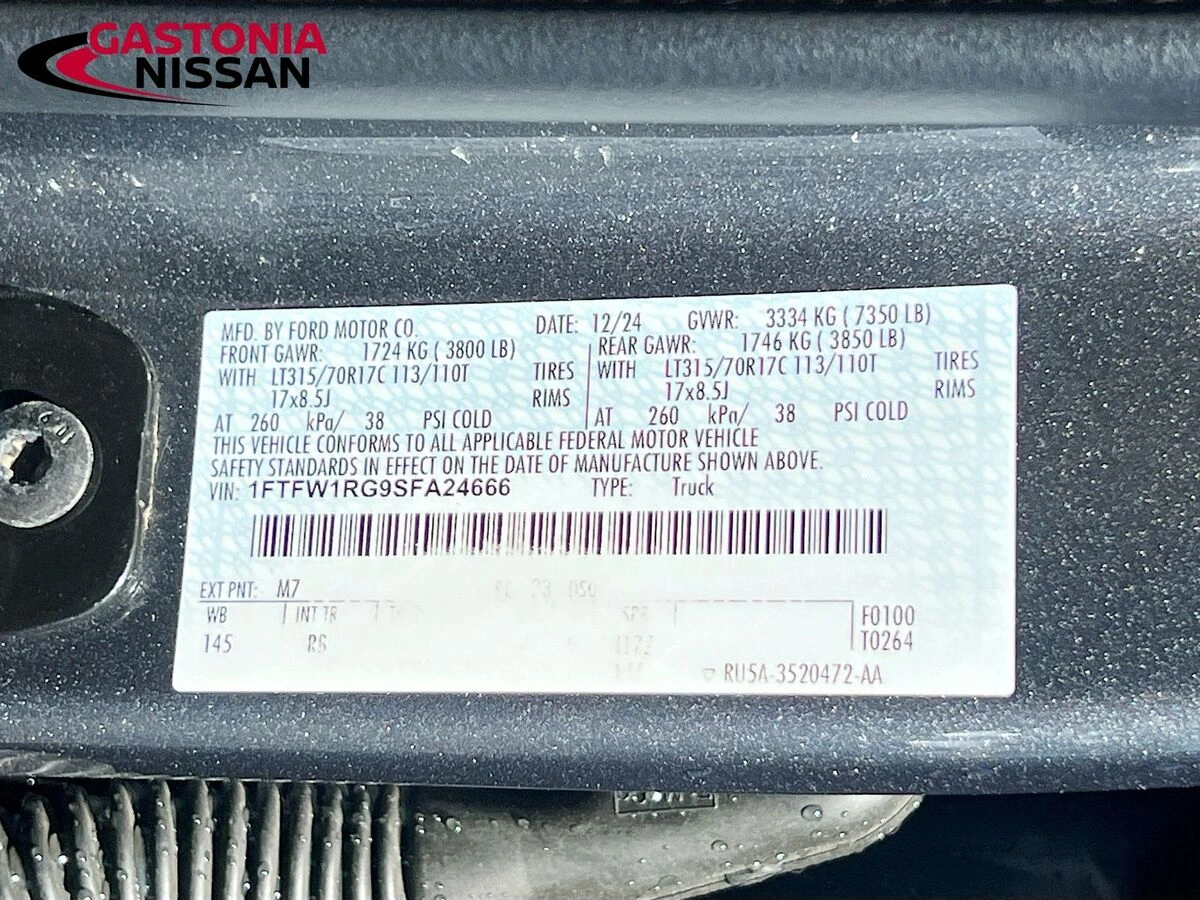 GASTONIA
NISSAN
MFD. BY FORD MOTOR CO. DATE: 12/24 GVWR: 3334 KG ( 7350 LB)
FRONT GAWR: 1724 KG ( 3800 LB) REAR GAWR: 1746 KG ( 3850 LB)
WITH LT315/70R17C 113/110T TIRES WITH LT315/70R17C 113/110T TIRES
17x8.5J RIMS 17x8.5J RIMS
AT 260 kPa/ 38 PSI COLD AT 260 kPa/ 38 PSI COLD
THIS VEHICLE CONFORMS TO ALL APPLICABLE FEDERAL MOTOR VEHICLE
SAFETY STANDARDS IN EFFECT ON THE DATE OF MANUFACTURE SHOWN ABOVE.
VIN: 1FTFW1RG9SFA24666 TYPE: Truck
EXT PNT: M7 DSO
WB INT TR SPR F0100
145 T0264
RU5A-3520472-AA